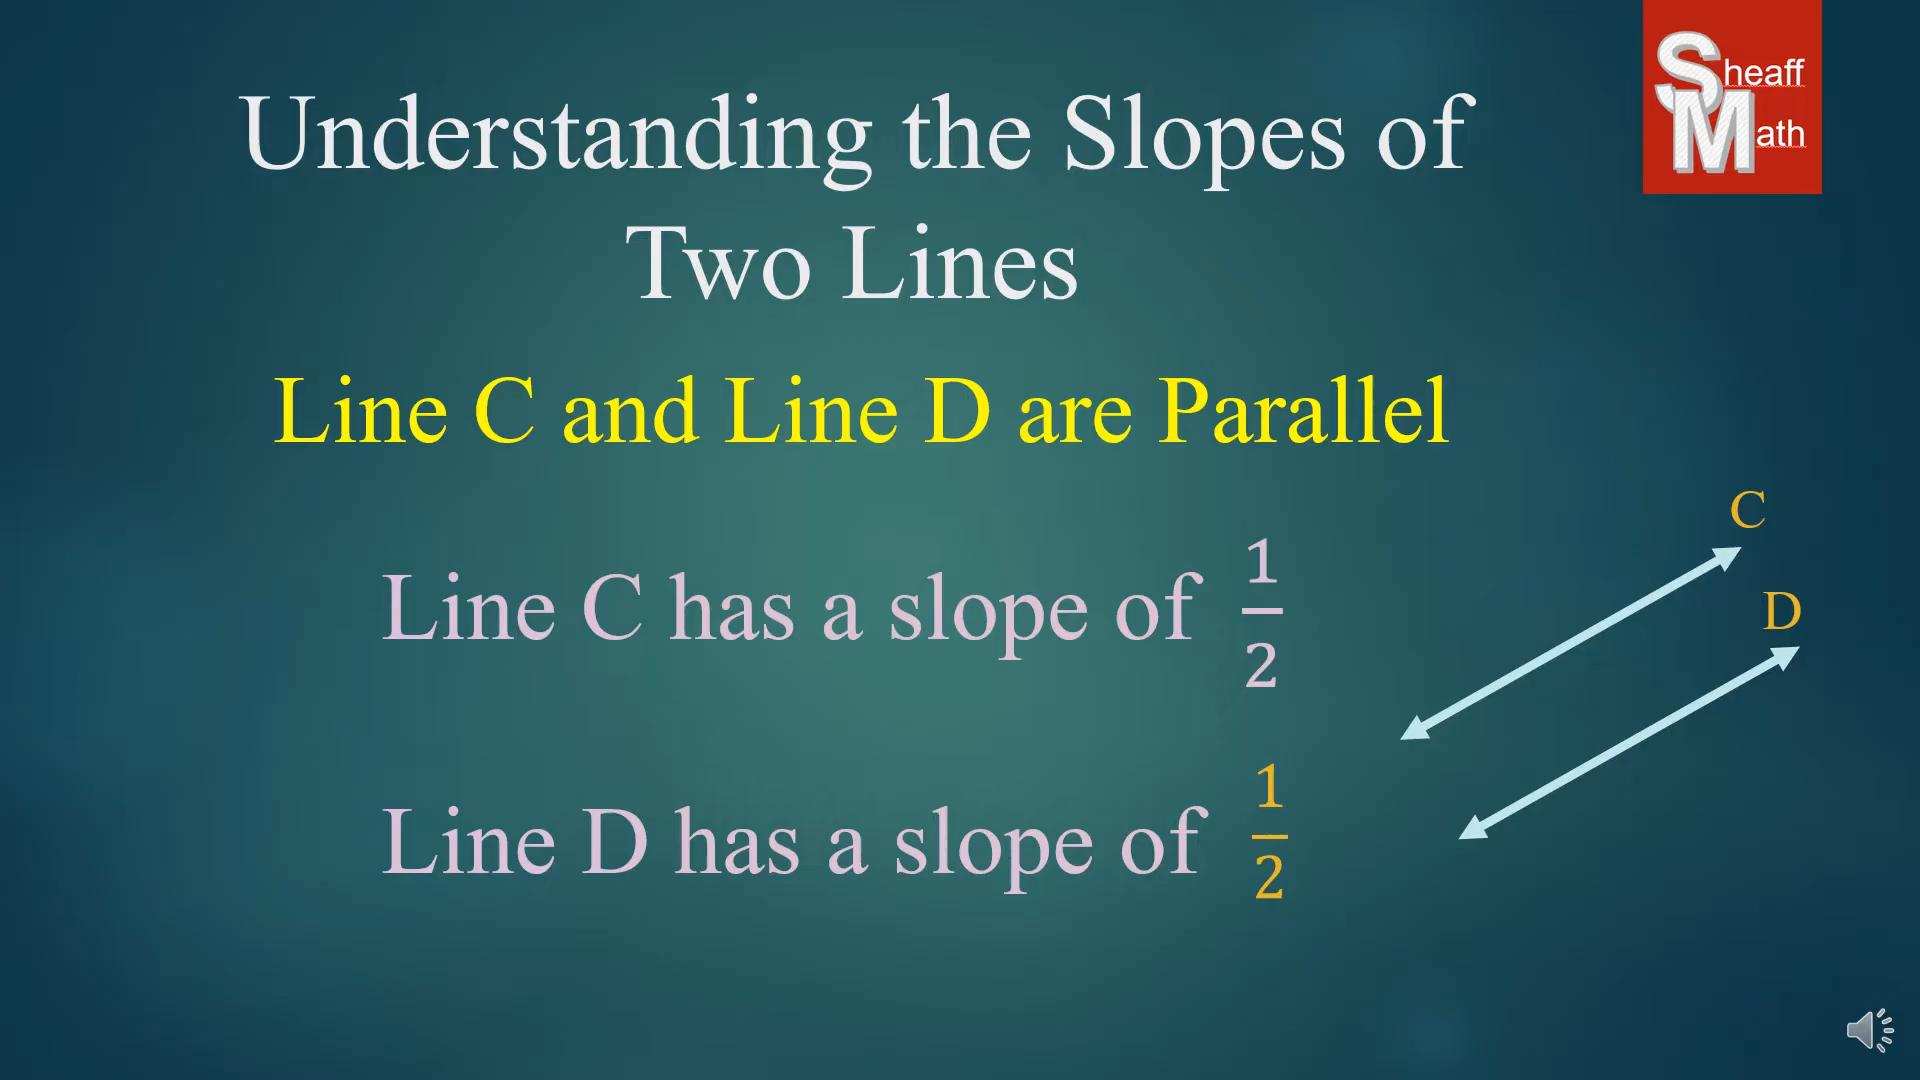 Sheaff
Math
Understanding the Slopes of
Two Lines
Line C and Line D are Parallel
Line C has a slope of 1/2
Line D has a slope of 1/2
C
D